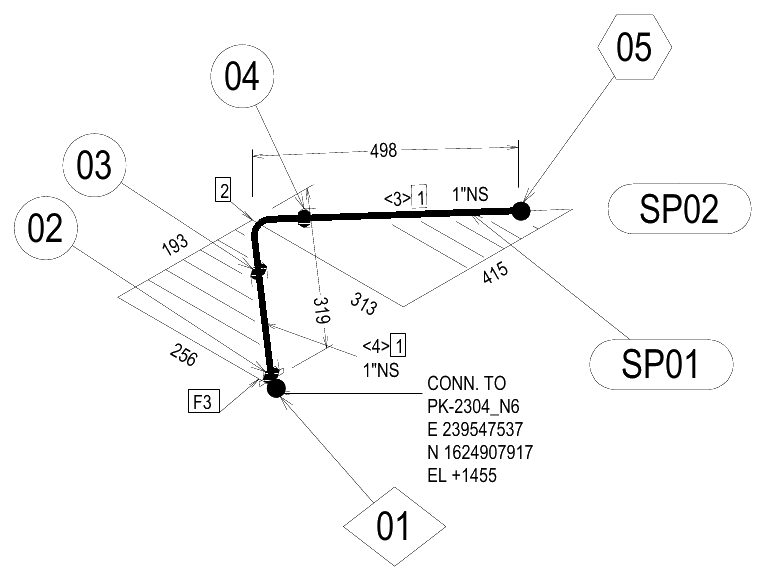 05
04
498
03
2
<3> 1
1"NS
SP02
02
193
415
313
319
256
<4> 1
1"NS
SP01
F3
CONN. TO
PK-2304_N6
E 239547537
N 1624907917
EL +1455
01